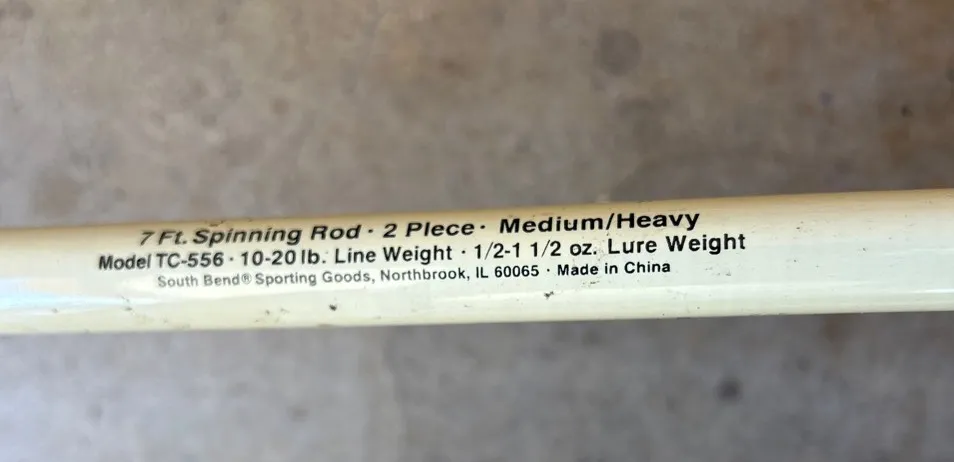 7 Ft. Spinning Rod · 2 Piece · Medium/Heavy
Model TC-556 · 10-20 lb. Line Weight · 1/2-1 1/2 oz. Lure Weight
South Bend® Sporting Goods, Northbrook, IL 60065 · Made in China